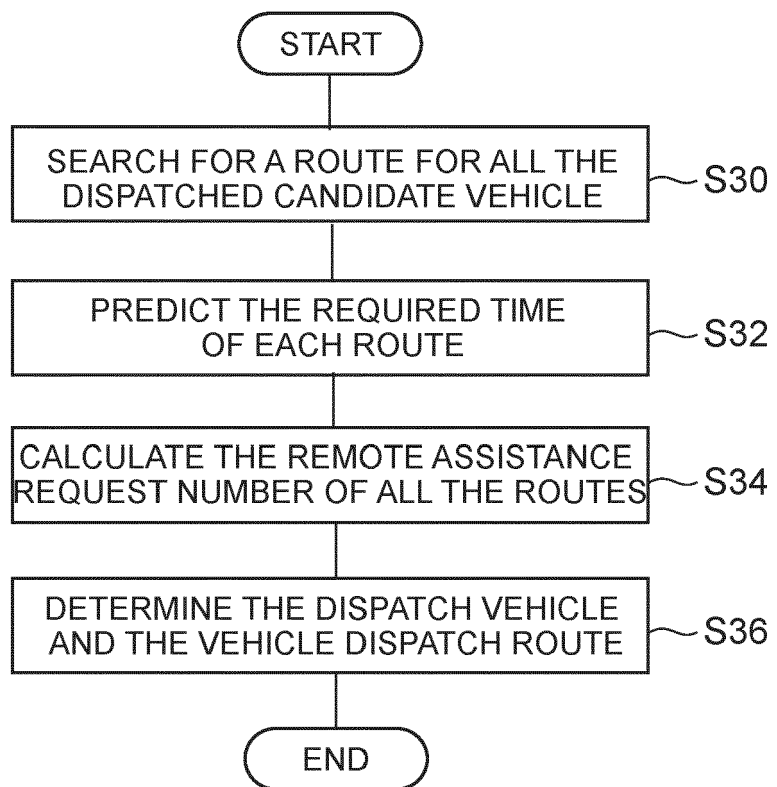 START
SEARCH FOR A ROUTE FOR ALL THE
DISPATCHED CANDIDATE VEHICLE
S30
PREDICT THE REQUIRED TIME
OF EACH ROUTE
S32
CALCULATE THE REMOTE ASSISTANCE
REQUEST NUMBER OF ALL THE ROUTES
S34
DETERMINE THE DISPATCH VEHICLE
AND THE VEHICLE DISPATCH ROUTE
S36
END